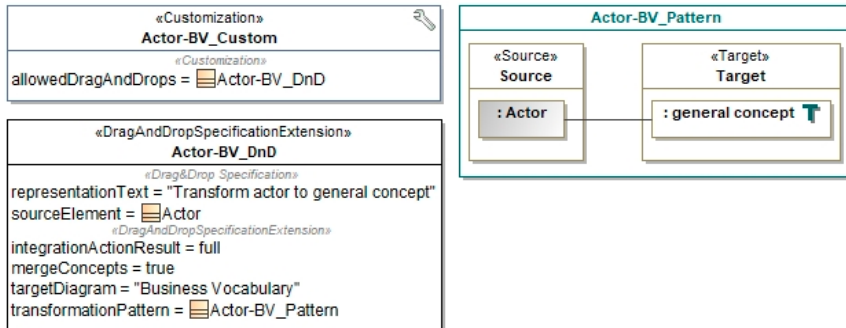 «Customization»
Actor-BV_Custom
«Customization»
allowedDragAndDrops = Actor-BV_DnD
«DragAndDropSpecificationExtension»
Actor-BV_DnD
«Drag&Drop Specification»
representationText = "Transform actor to general concept"
sourceElement = Actor
«DragAndDropSpecificationExtension»
integrationActionResult = full
mergeConcepts = true
targetDiagram = "Business Vocabulary"
transformationPattern = Actor-BV_Pattern
Actor-BV_Pattern
«Source»
Source
: Actor
«Target»
Target
: general concept